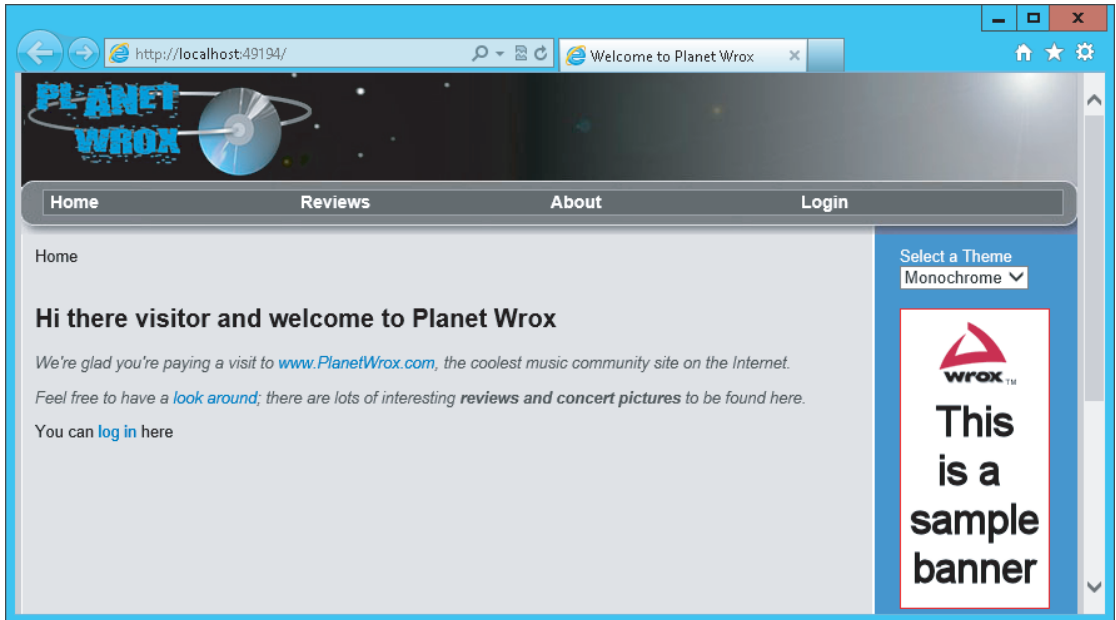 http://localhost:49194/
Welcome to Planet Wrox
PLANET
WROX
Home
Reviews
About
Login
Home
Select a Theme
Monochrome
Hi there visitor and welcome to Planet Wrox
We're glad you're paying a visit to www.PlanetWrox.com, the coolest music community site on the Internet.
Feel free to have a look around; there are lots of interesting reviews and concert pictures to be found here.
You can log in here
wrox™
This
is a
sample
banner